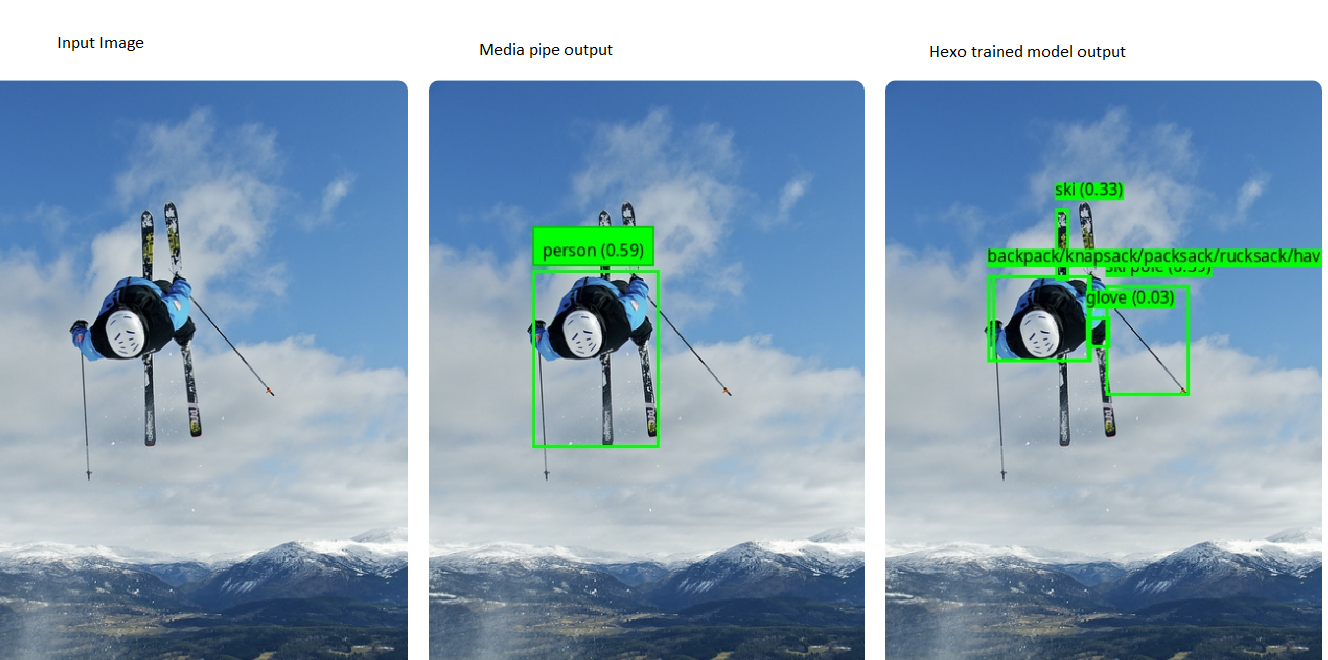 Input Image
Media pipe output
Hexo trained model output
person (0.59)
ski (0.33)
backpack/knapsack/packsack/rucksack/hav
ski pole (0.39)
glove (0.03)